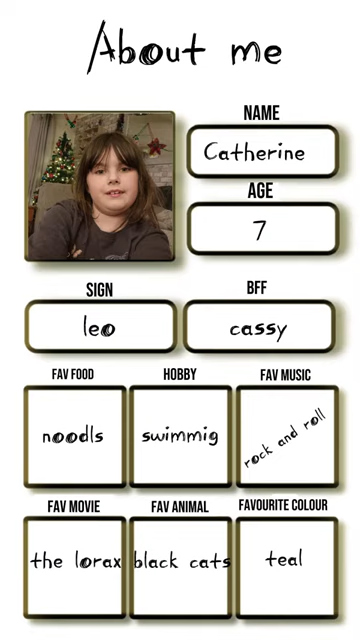 About me
NAME
Catherine
AGE
7
SIGN
BFF
leo
cassy
FAV FOOD
HOBBY
FAV MUSIC
noodls
swimmig
rock and roll
FAV MOVIE
FAV ANIMAL
FAVOURITE COLOUR
the lorax
black cats
teal